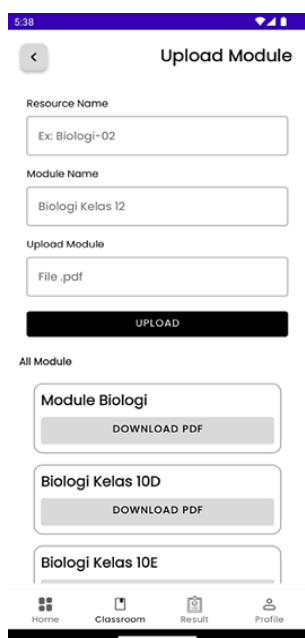 5:38
Upload Module
Resource Name
Ex: Biologi-02
Module Name
Biologi Kelas 12
Upload Module
File .pdf
UPLOAD
All Module
Module Biologi
DOWNLOAD PDF
Biologi Kelas 10D
DOWNLOAD PDF
Biologi Kelas 10E
Home Classroom Result Profile